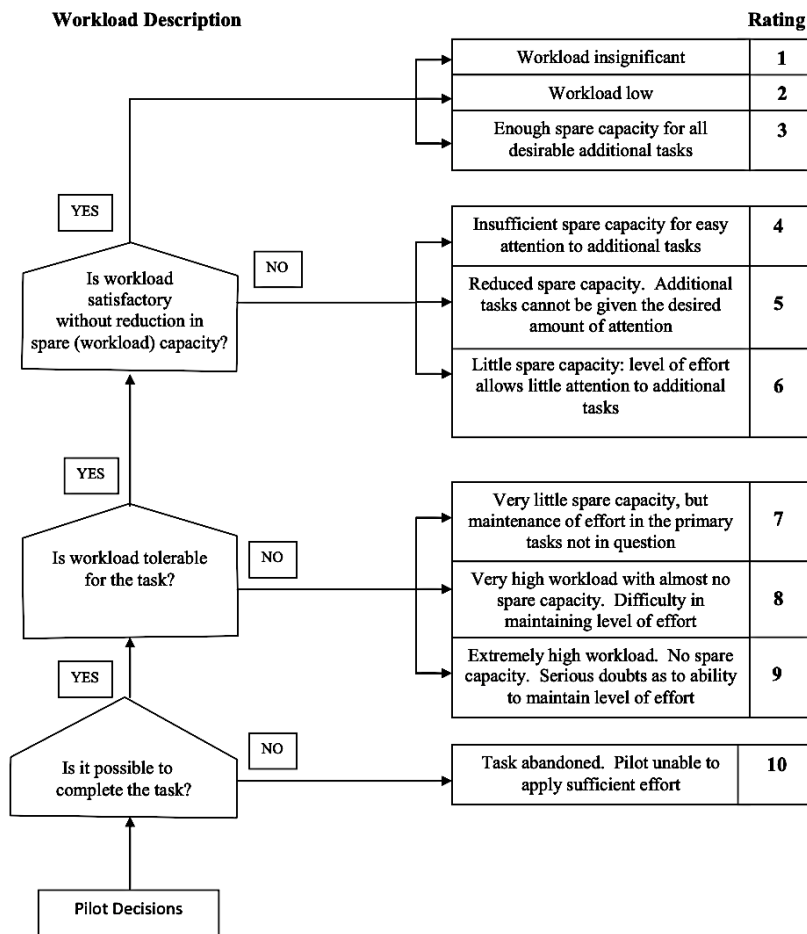 Workload Description
Rating
Workload insignificant
1
Workload low
2
Enough spare capacity for all
desirable additional tasks
3
YES
Is workload
satisfactory
without reduction in
spare (workload) capacity?
NO
Insufficient spare capacity for easy
attention to additional tasks
4
Reduced spare capacity. Additional
tasks cannot be given the desired
amount of attention
5
Little spare capacity: level of effort
allows little attention to additional
tasks
6
YES
Is workload tolerable
for the task?
NO
Very little spare capacity, but
maintenance of effort in the primary
tasks not in question
7
Very high workload with almost no
spare capacity. Difficulty in
maintaining level of effort
8
Extremely high workload. No spare
capacity. Serious doubts as to ability
to maintain level of effort
9
YES
Is it possible to
complete the task?
NO
Task abandoned. Pilot unable to
apply sufficient effort
10
Pilot Decisions